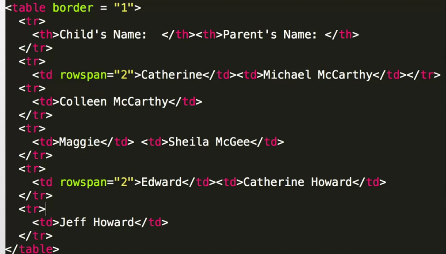 <table border = "1">
<tr>
<th>Child's Name:  </th><th>Parent's Name: </th>
</tr>
<tr>
<td rowspan="2">Catherine</td><td>Michael McCarthy</td></tr>
<tr>
<td>Colleen McCarthy</td>
</tr>
<tr>
<td>Maggie</td> <td>Sheila McGee</td>
</tr>
<tr>
<td rowspan="2">Edward</td><td>Catherine Howard</td>
</tr>
<tr>
<td>Jeff Howard</td>
</tr>
</table>